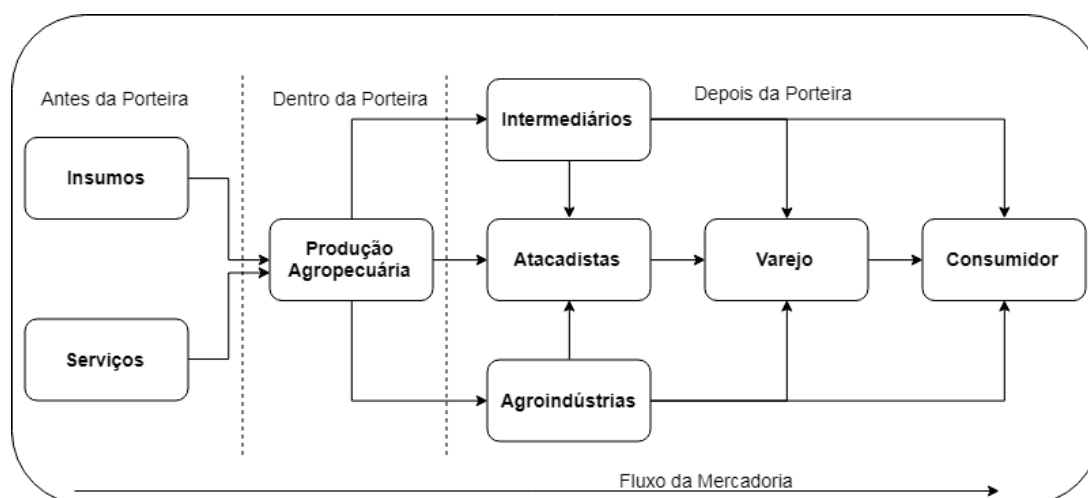 Antes da Porteira
Dentro da Porteira
Depois da Porteira
Insumos
Serviços
Produção
Agropecuária
Intermediários
Atacadistas
Agroindústrias
Varejo
Consumidor
Fluxo da Mercadoria